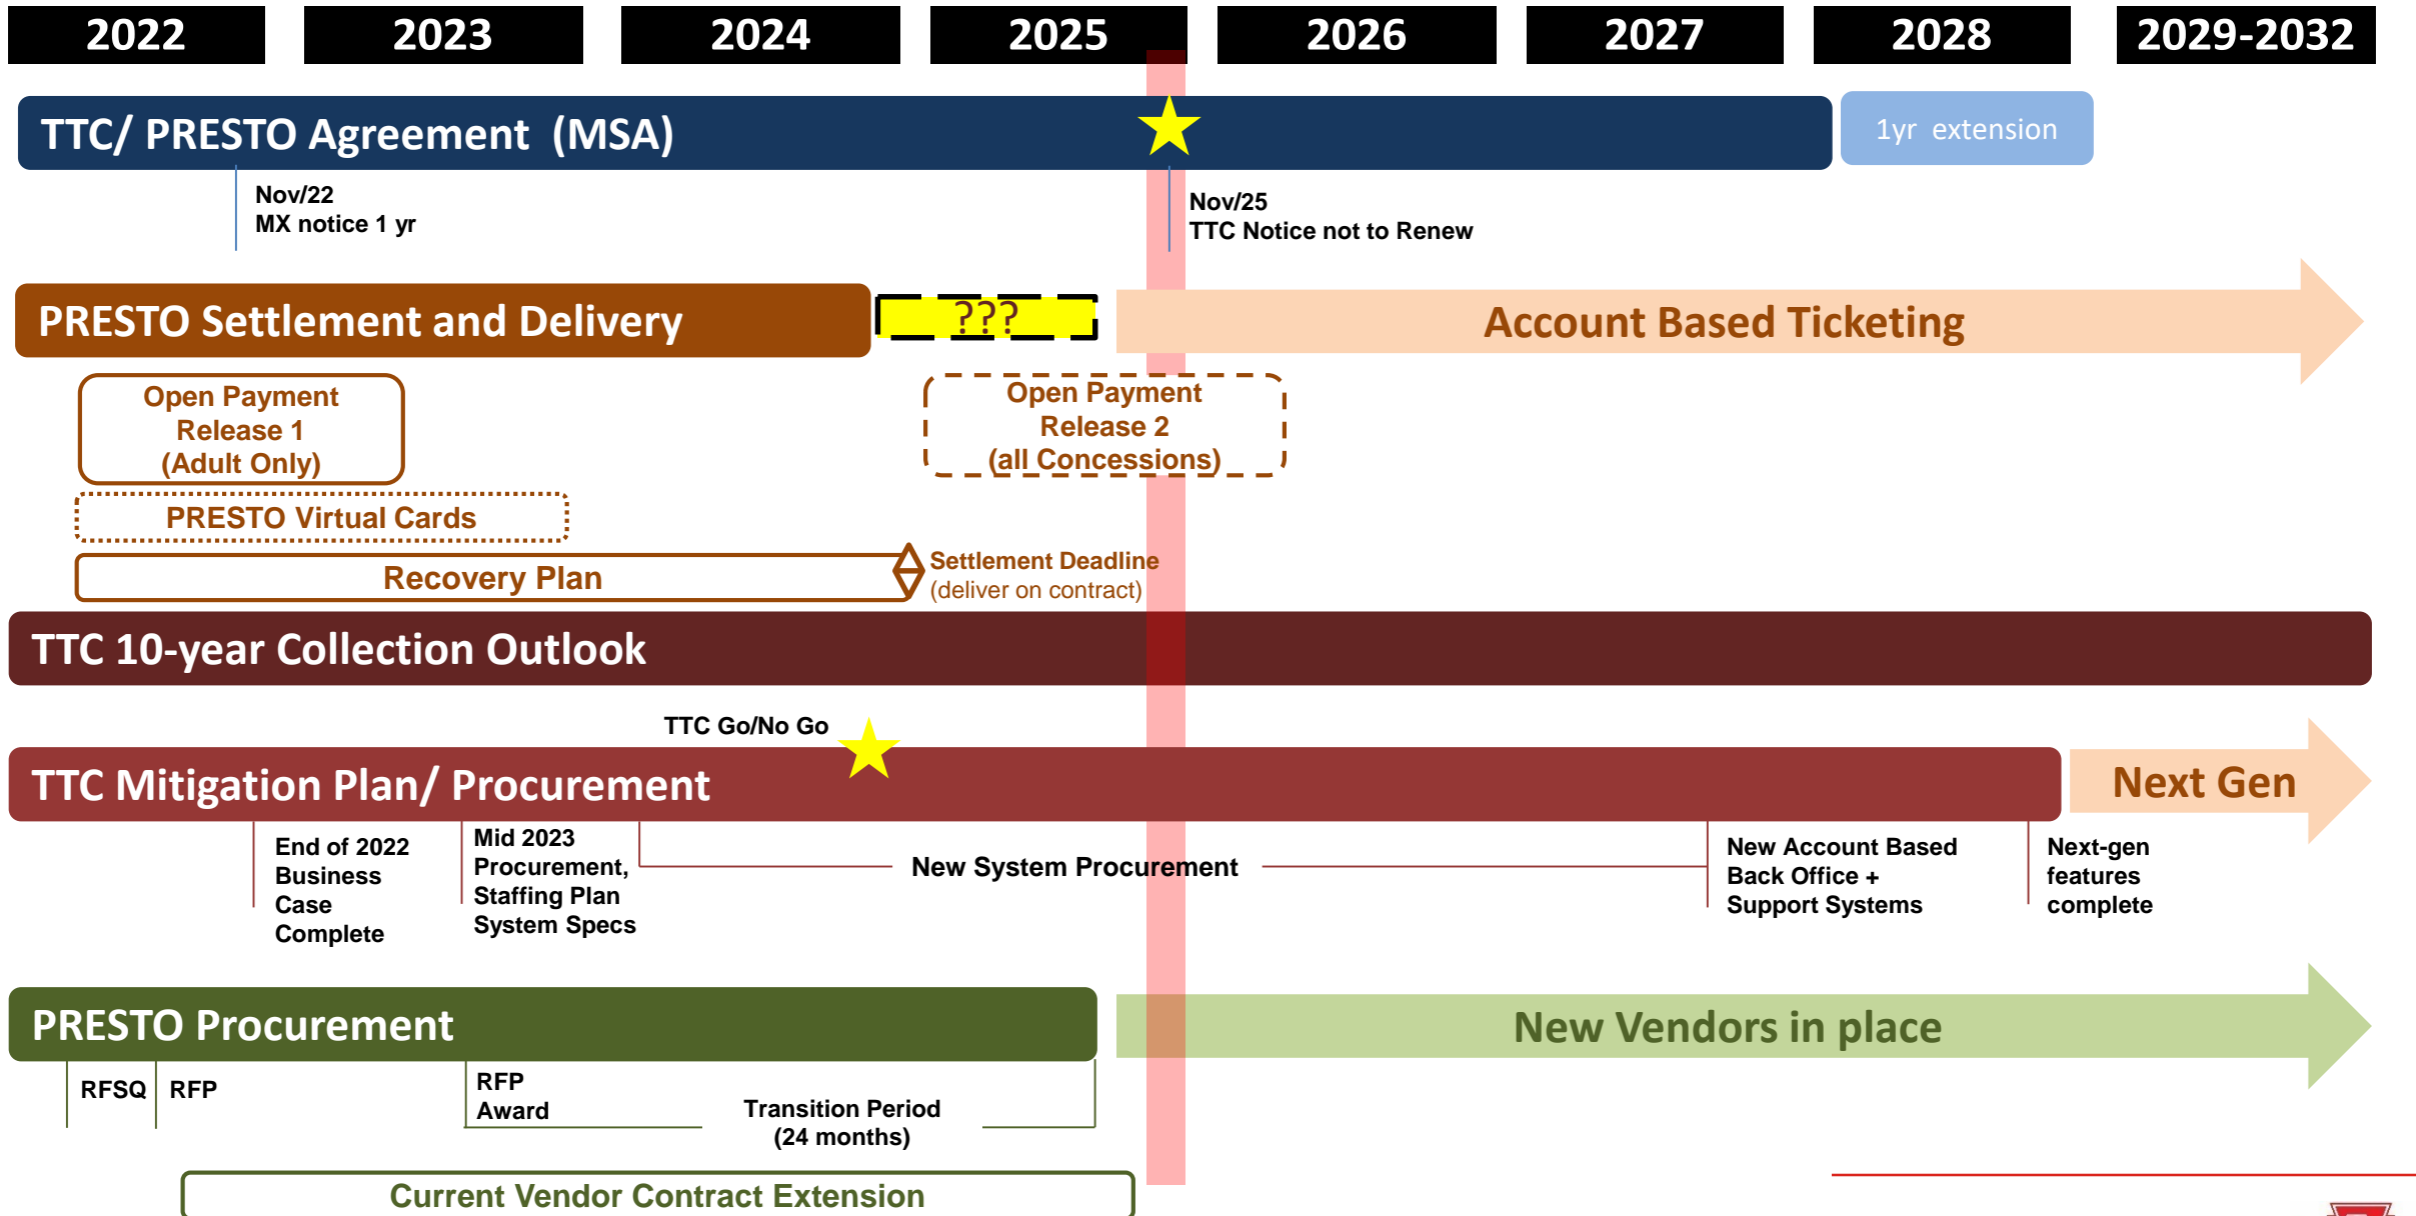 2022
2023
2024
2025
2026
2027
2028
2029-2032
TTC/ PRESTO Agreement  (MSA)
1yr  extension
Nov/22
MX notice 1 yr
Nov/25
TTC Notice not to Renew
PRESTO Settlement and Delivery
???
Account Based Ticketing
Open Payment
Release 1
(Adult Only)
Open Payment
Release 2
(all Concessions)
PRESTO Virtual Cards
Recovery Plan
Settlement Deadline
(deliver on contract)
TTC 10-year Collection Outlook
TTC Go/No Go
TTC Mitigation Plan/ Procurement
Next Gen
End of 2022
Business
Case
Complete
Mid 2023
Procurement,
Staffing Plan
System Specs
New System Procurement
New Account Based
Back Office +
Support Systems
Next-gen
features
complete
PRESTO Procurement
New Vendors in place
RFSQ
RFP
RFP
Award
Transition Period
(24 months)
Current Vendor Contract Extension